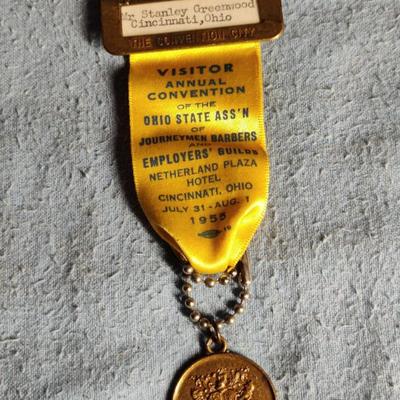 Mr Stanley Greenwood
Cincinnati,Ohio
THE CONVENTION CITY
VISITOR
ANNUAL
CONVENTION
OF THE
OHIO STATE ASS'N
OF
JOURNEYMEN BARBERS
AND
EMPLOYERS' GUILDS
NETHERLAND PLAZA
HOTEL
CINCINNATI, OHIO
JULY 31 - AUG. 1
1955